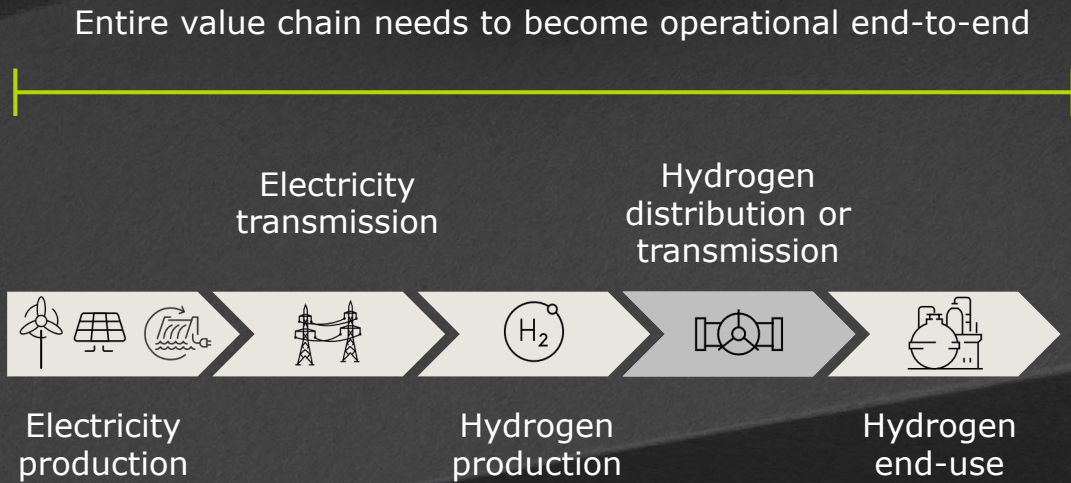 Entire value chain needs to become operational end-to-end
Electricity
transmission
Hydrogen
distribution or
transmission
H₂
Electricity
production
Hydrogen
production
Hydrogen
end-use